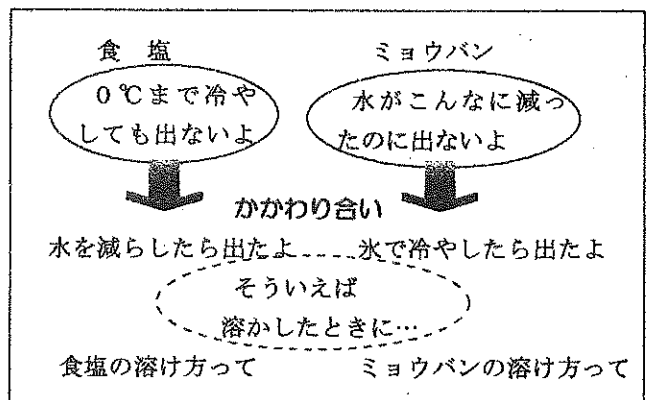 食 塩
ミョウバン
0℃まで冷や
しても出ないよ
水がこんなに減っ
たのに出ないよ
かかわり合い
水を減らしたら出たよ
氷で冷やしたら出たよ
そういえば
溶かしたときに…
食塩の溶け方って
ミョウバンの溶け方って